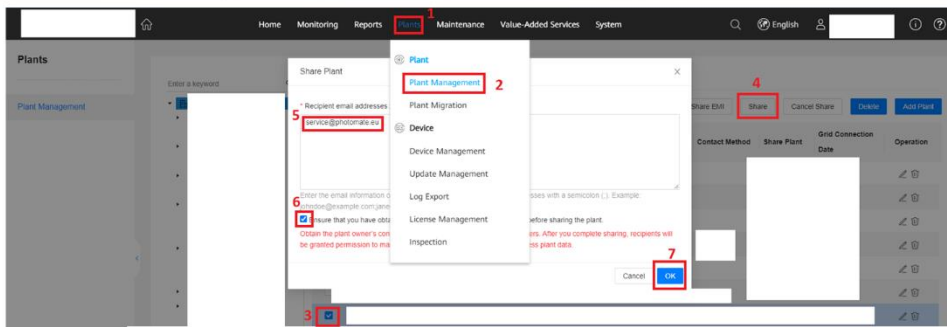 1
Home Monitoring Reports Plants Maintenance Value-Added Services System English
Plants
Plant Management
Enter a keyword
Share Plant
Plant
Plant Management 2
Plant Migration
Device
Device Management
Update Management
Log Export
License Management
Inspection
* Recipient email addresses
5 service@photomate.eu
Enter the email information
sses with a semicolon (;). Example:
johndoe@example.com;jane
6 Ensure that you have obta
before sharing the plant.
Obtain the plant owner's con
ers. After you complete sharing, recipients will
be granted permission to ma
ess plant data.
7
Cancel OK
4
Share EMI Share Cancel Share Delete Add Plant
Contact Method Share Plant Grid Connection Date Operation
3